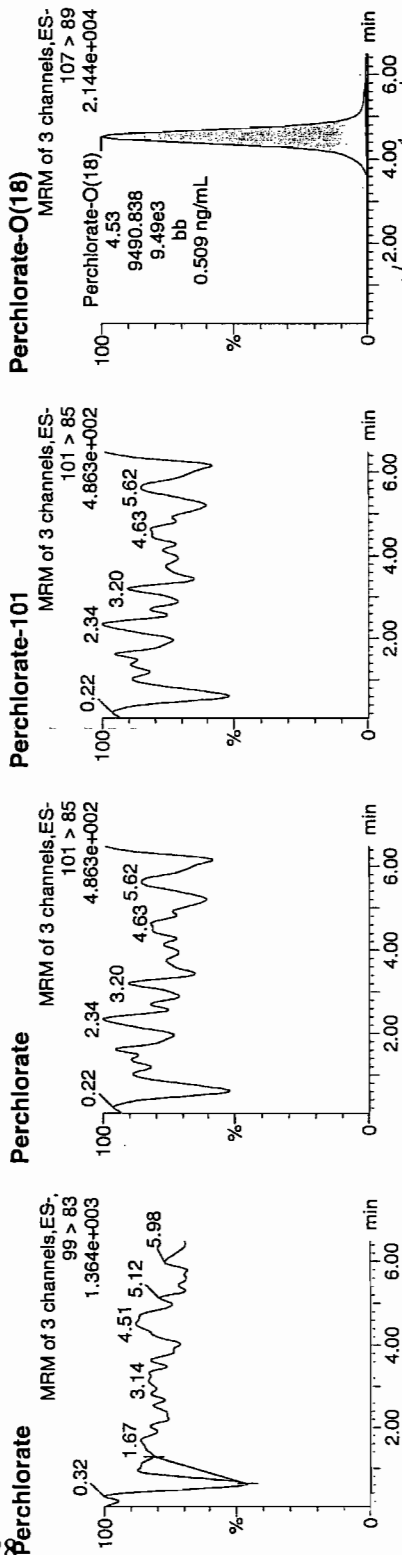 Perchlorate
MRM of 3 channels,ES-
99 > 83
1.364e+003
100
%
0
0.32
1.67
3.14
4.51
5.12
5.98
2.00
4.00
6.00
min
Perchlorate
MRM of 3 channels,ES-
101 > 85
4.863e+002
100
%
0
0.22
2.34
3.20
4.63
5.62
2.00
4.00
6.00
min
Perchlorate-101
MRM of 3 channels,ES-
101 > 85
4.863e+002
100
%
0
0.22
2.34
3.20
4.63
5.62
2.00
4.00
6.00
min
Perchlorate-O(18)
MRM of 3 channels,ES-
107 > 89
2.144e+004
100
%
0
Perchlorate-O(18)
4.53
9490.838
9.49e3
bb
0.509 ng/mL
2.00
4.00
6.00
min